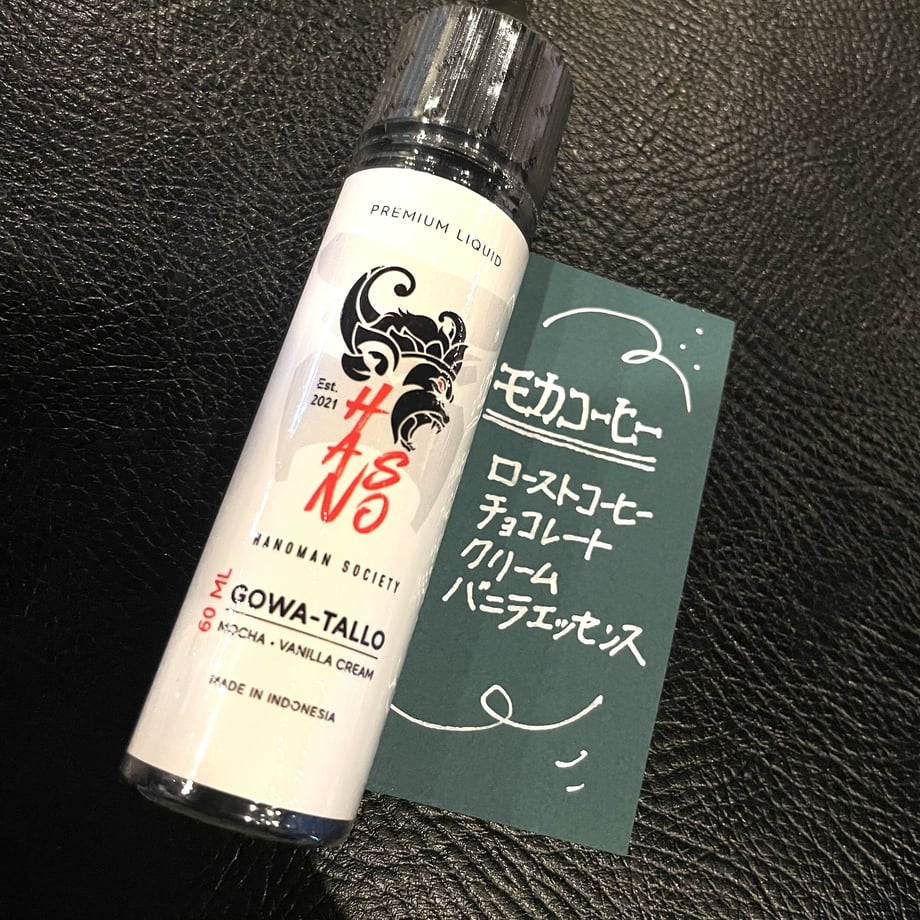 PREMIUM LIQUID
Est.
2021
HANSO
HANOMAN SOCIETY
60 ML
GOWA-TALLO
MOCHA • VANILLA CREAM
MADE IN INDONESIA
モカコーヒー
ローストコーヒー
チョコレート
クリーム
バニラエッセンス